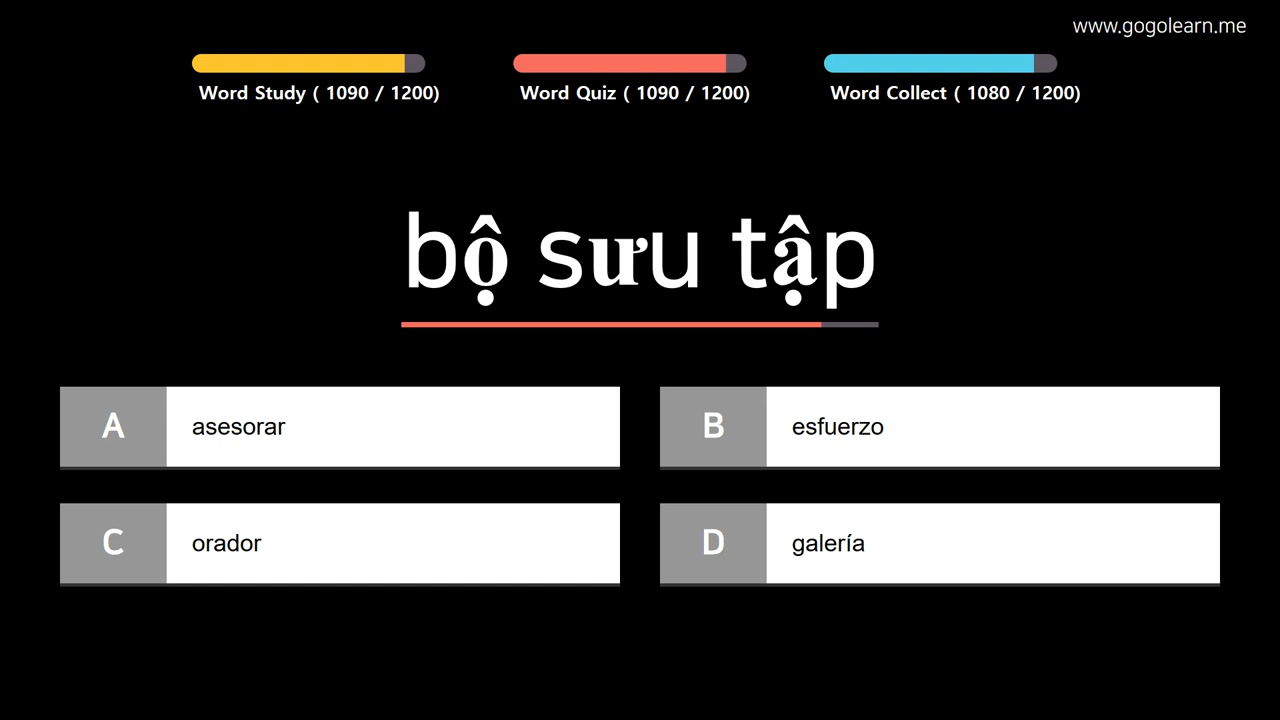 www.gogolearn.me
Word Study ( 1090 / 1200)
Word Quiz ( 1090 / 1200)
Word Collect ( 1080 / 1200)
bộ sưu tập
A asesorar
B esfuerzo
C orador
D galería